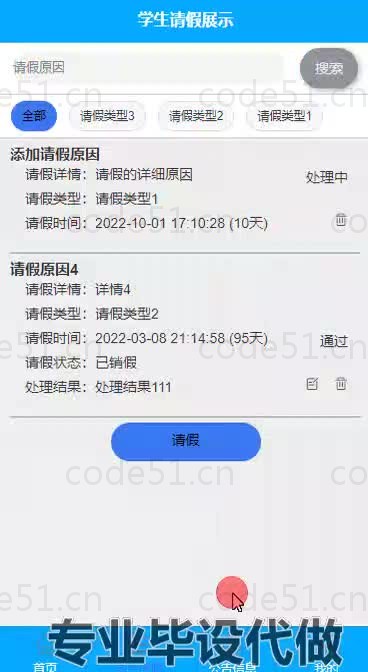 学生请假展示
请假原因
搜索
全部
请假类型3
请假类型2
请假类型1
添加请假原因
请假详情：请假的详细原因
处理中
请假类型：请假类型1
请假时间：2022-10-01 17:10:28 (10天)
请假原因4
请假详情：详情4
请假类型：请假类型2
请假时间：2022-03-08 21:14:58 (95天)
通过
请假状态：已销假
处理结果：处理结果111
请假
code51.cn
专业毕设代做
首页
公告信息
我的